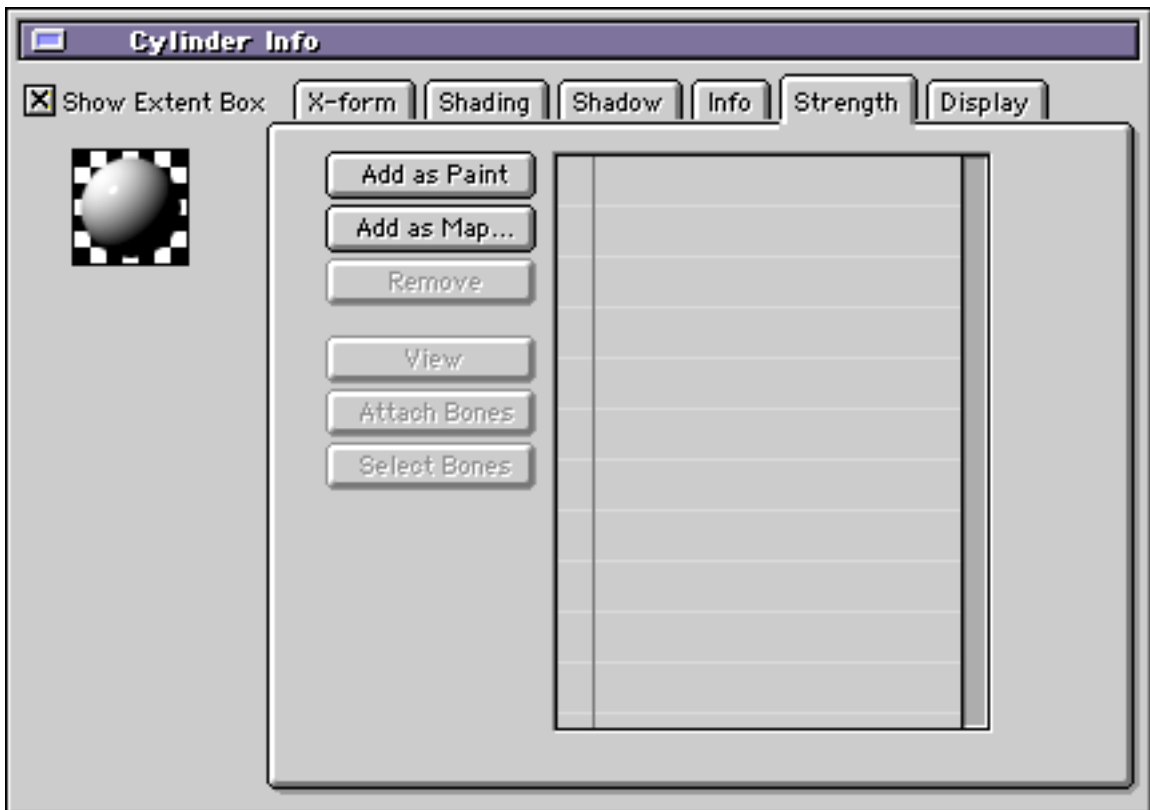 Cylinder Info
Show Extent Box
X-form Shading Shadow Info Strength Display
Add as Paint
Add as Map...
Remove
View
Attach Bones
Select Bones